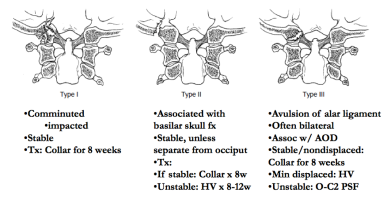 Type I
•Comminuted
•impacted
•Stable
•Tx: Collar for 8 weeks
Type II
•Associated with
basilar skull fx
•Stable, unless
separate from occiput
•Tx:
•If stable: Collar x 8w
•Unstable: HV x 8-12w
Type III
•Avulsion of alar ligament
•Often bilateral
•Assoc w/ AOD
•Stable/nondisplaced:
Collar for 8 weeks
•Min displaced: HV
•Unstable: O-C2 PSF